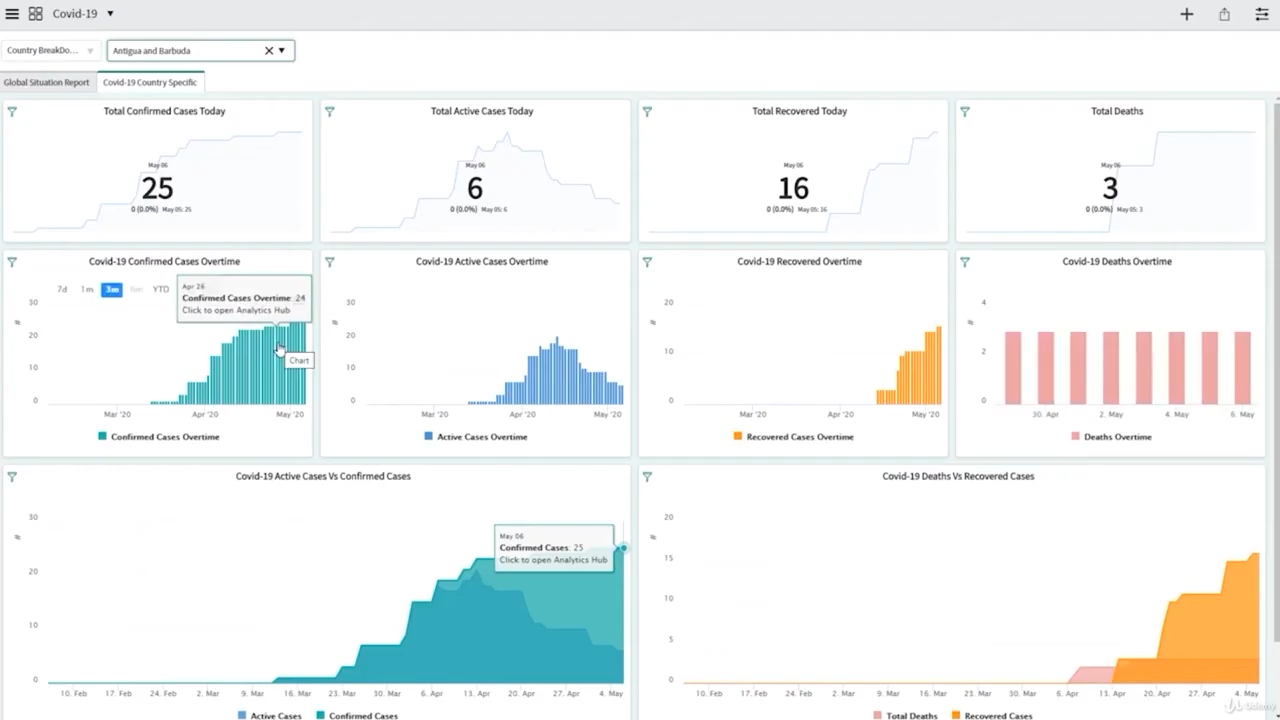 Covid-19
Country BreakDo...
Antigua and Barbuda
Global Situation Report
Covid-19 Country Specific
Total Confirmed Cases Today
May 06
25
0 (0.0%) May 05: 25
Total Active Cases Today
May 06
6
0 (0.0%) May 05: 6
Total Recovered Today
May 06
16
0 (0.0%) May 05: 16
Total Deaths
May 06
3
0 (0.0%) May 05: 3
Covid-19 Confirmed Cases Overtime
7d 1m 3m 6m YTD
Apr 26
Confirmed Cases Overtime: 24
Click to open Analytics Hub
Chart
30
#
20
10
0
Mar '20 Apr '20 May '20
Confirmed Cases Overtime
Covid-19 Active Cases Overtime
30
#
20
10
0
Mar '20 Apr '20 May '20
Active Cases Overtime
Covid-19 Recovered Overtime
20
#
10
0
Mar '20 Apr '20 May '20
Recovered Cases Overtime
Covid-19 Deaths Overtime
4
#
2
0
30. Apr 2. May 4. May 6. May
Deaths Overtime
Covid-19 Active Cases Vs Confirmed Cases
30
#
20
10
0
May 06
Confirmed Cases: 25
Click to open Analytics Hub
10. Feb 17. Feb 24. Feb 2. Mar 9. Mar 16. Mar 23. Mar 30. Mar 6. Apr 13. Apr 20. Apr 27. Apr 4. May
Active Cases Confirmed Cases
Covid-19 Deaths Vs Recovered Cases
20
#
15
10
5
0
10. Feb 17. Feb 24. Feb 2. Mar 9. Mar 16. Mar 23. Mar 30. Mar 6. Apr 13. Apr 20. Apr 27. Apr 4. May
Total Deaths Recovered Cases
Udemy